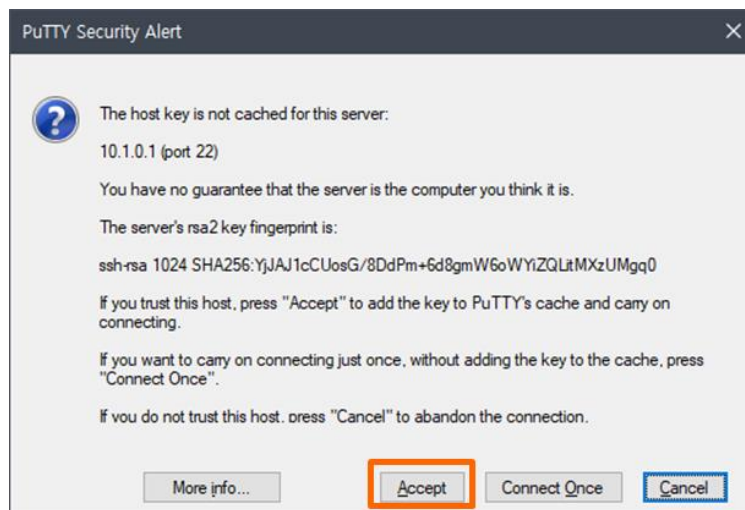 PuTTY Security Alert
The host key is not cached for this server:
10.1.0.1 (port 22)
You have no guarantee that the server is the computer you think it is.
The server's rsa2 key fingerprint is:
ssh-rsa 1024 SHA256:YjJAJ1cCUosG/8DdPm+6d8gmW6oWYiZQLitMXzUMgq0
If you trust this host, press "Accept" to add the key to PuTTY's cache and carry on
connecting.
If you want to carry on connecting just once, without adding the key to the cache, press
"Connect Once".
If you do not trust this host, press "Cancel" to abandon the connection.
More info...
Accept
Connect Once
Cancel